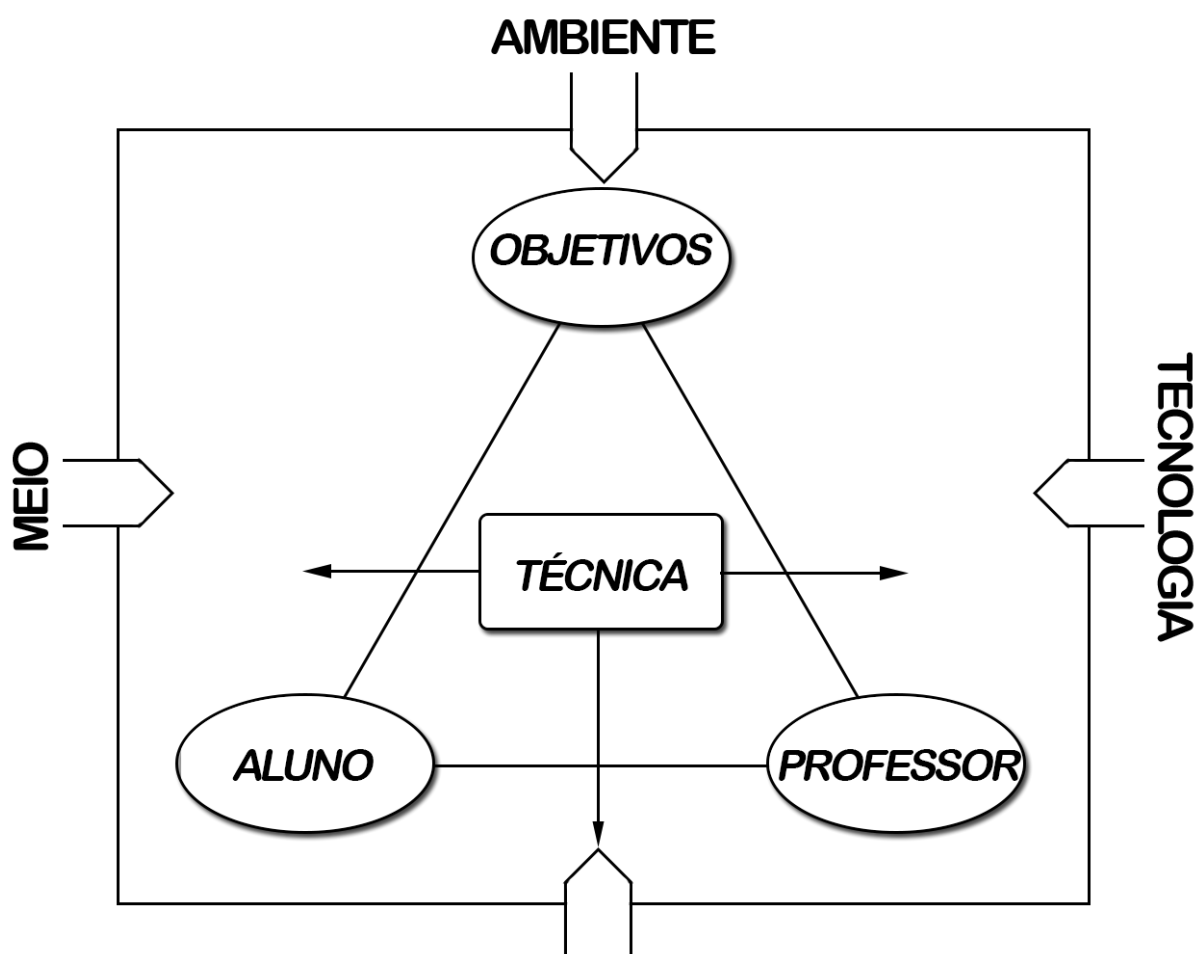 AMBIENTE
OBJETIVOS
MEIO
TECNOLOGIA
TÉCNICA
ALUNO
PROFESSOR